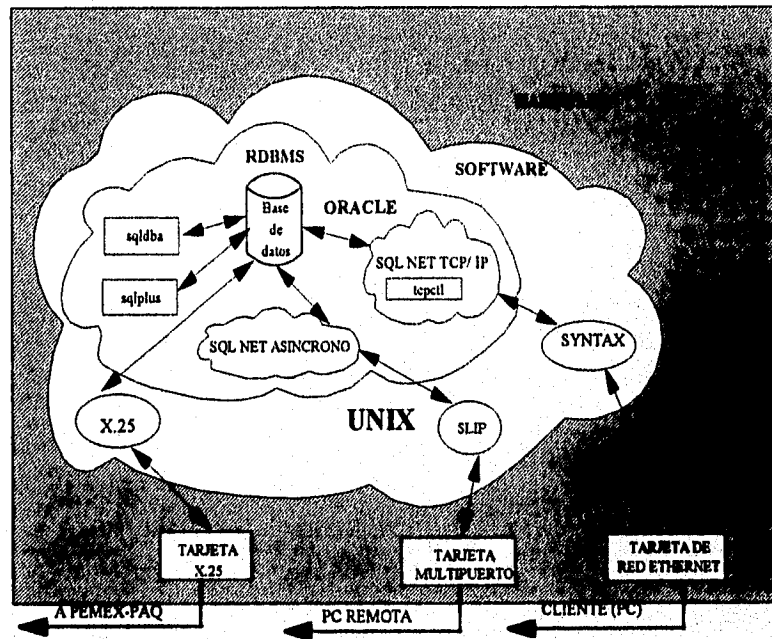 RDBMS
SOFTWARE
Base
de
datos
ORACLE
sqldba
sqlplus
SQL NET TCP/ IP
tcpctl
SQL NET ASINCRONO
SYNTAX
X.25
UNIX
SLIP
TARJETA
X.25
TARJETA
MULTIPUERTO
TARJETA DE
RED ETHERNET
A PEMEX-PAQ
PC REMOTA
CLIENTE (PC)